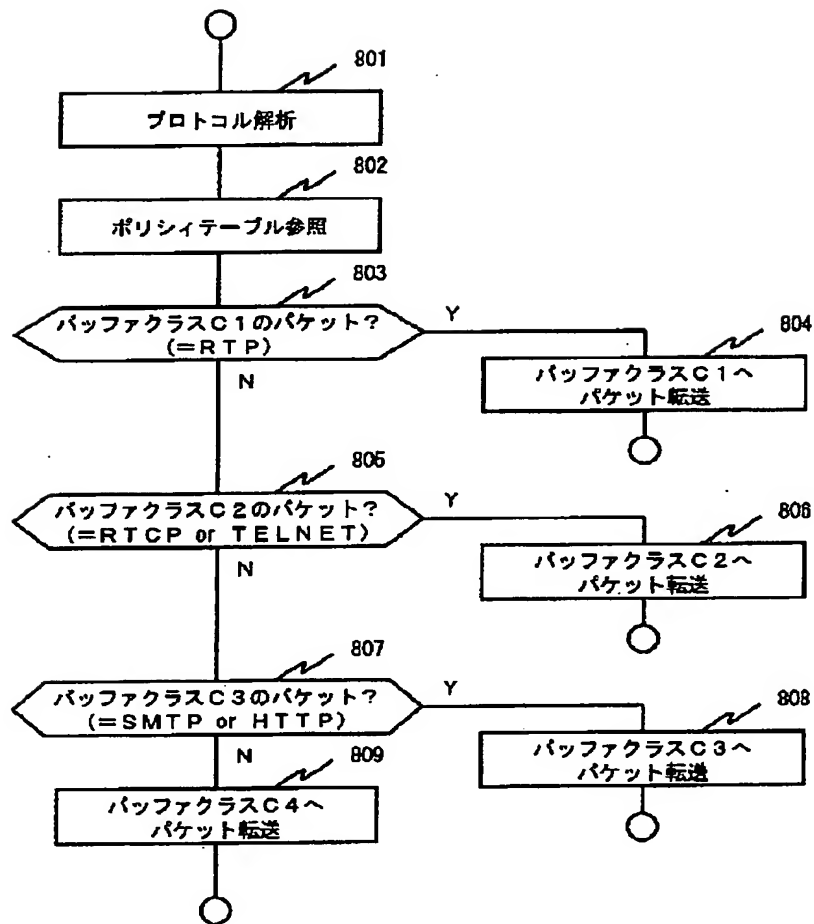 801
プロトコル解析
802
ポリシィテーブル参照
803
バッファクラスC1のパケット?
(=RTP)
Y
N
804
バッファクラスC1へ
パケット転送
805
バッファクラスC2のパケット?
(=RTCP or TELNET)
Y
N
806
バッファクラスC2へ
パケット転送
807
バッファクラスC3のパケット?
(=SMTP or HTTP)
Y
N
808
バッファクラスC3へ
パケット転送
809
バッファクラスC4へ
パケット転送